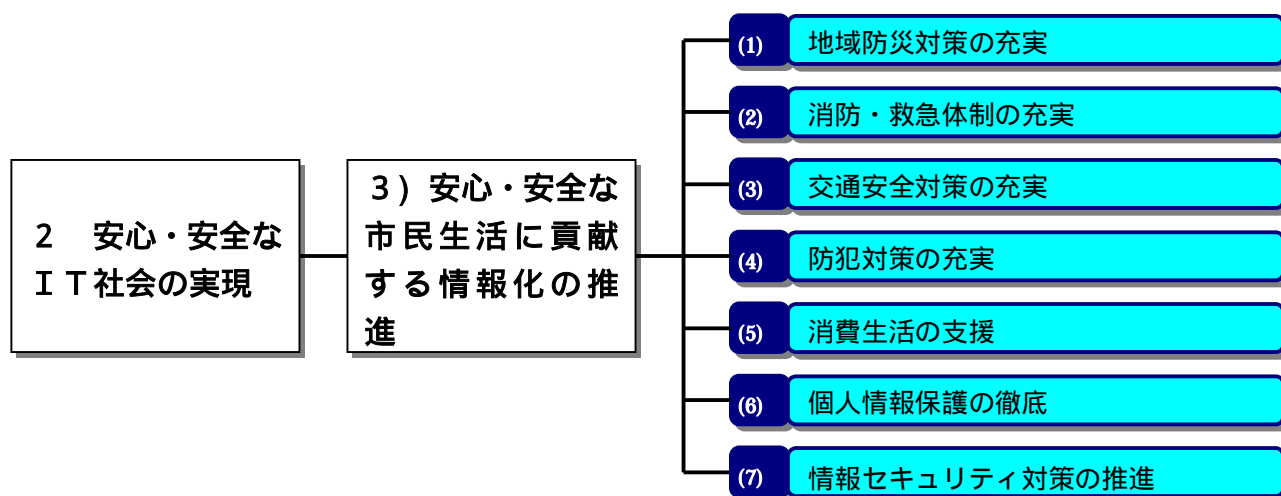 2 安心・安全な
IT社会の実現
3) 安心・安全な
市民生活に貢献
する情報化の推
進
(1) 地域防災対策の充実
(2) 消防・救急体制の充実
(3) 交通安全対策の充実
(4) 防犯対策の充実
(5) 消費生活の支援
(6) 個人情報保護の徹底
(7) 情報セキュリティ対策の推進